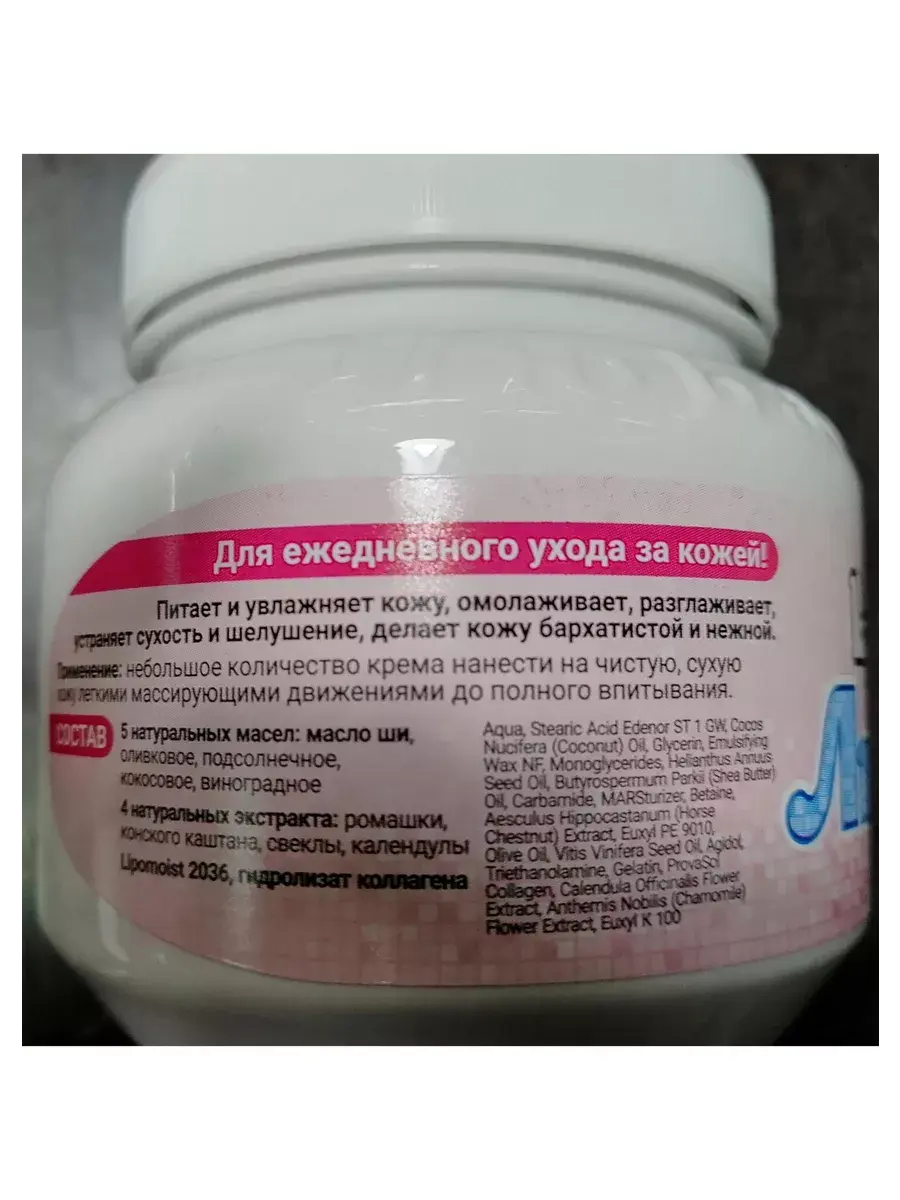 Для ежедневного ухода за кожей!
Питает и увлажняет кожу, омолаживает, разглаживает,
устраняет сухость и шелушение, делает кожу бархатистой и нежной.
Применение: небольшое количество крема нанести на чистую, сухую
кожу легкими массирующими движениями до полного впитывания.
СОСТАВ
5 натуральных масел: масло ши,
оливковое, подсолнечное,
кокосовое, виноградное
4 натуральных экстракта: ромашки,
конского каштана, свеклы, календулы
Lipomoist 2036, гидролизат коллагена
Aqua, Stearic Acid Edenor ST 1 GW, Cocos
Nucifera (Coconut) Oil, Glycerin, Emulsifying
Wax NF, Monoglycerides, Helianthus Annuus
Seed Oil, Butyrospermum Parkii (Shea Butter)
Oil, Carbamide, MARSturizer, Betaine,
Aesculus Hippocastanum (Horse
Chestnut) Extract, Euxyl PE 9010,
Olive Oil, Vitis Vinifera Seed Oil, Agidol,
Triethanolamine, Gelatin, ProvaSol
Collagen, Calendula Officinalis Flower
Extract, Anthemis Nobilis (Chamomile)
Flower Extract, Euxyl K 100